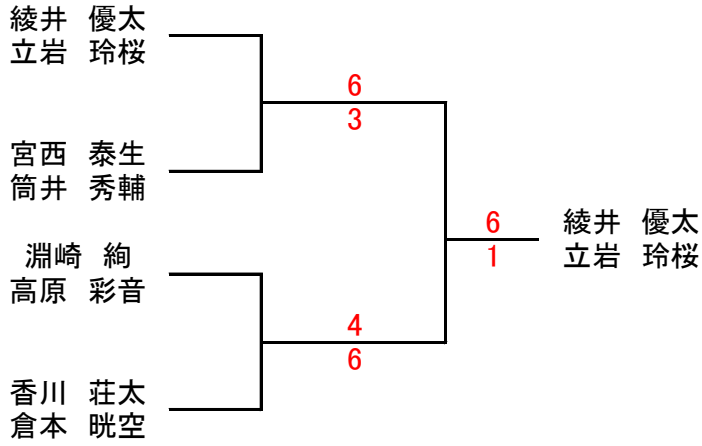 綾井 優太
立岩 玲桜
宮西 泰生
筒井 秀輔
淵崎 絢
高原 彩音
香川 荘太
倉本 晄空
6
3
4
6
6
1
綾井 優太
立岩 玲桜